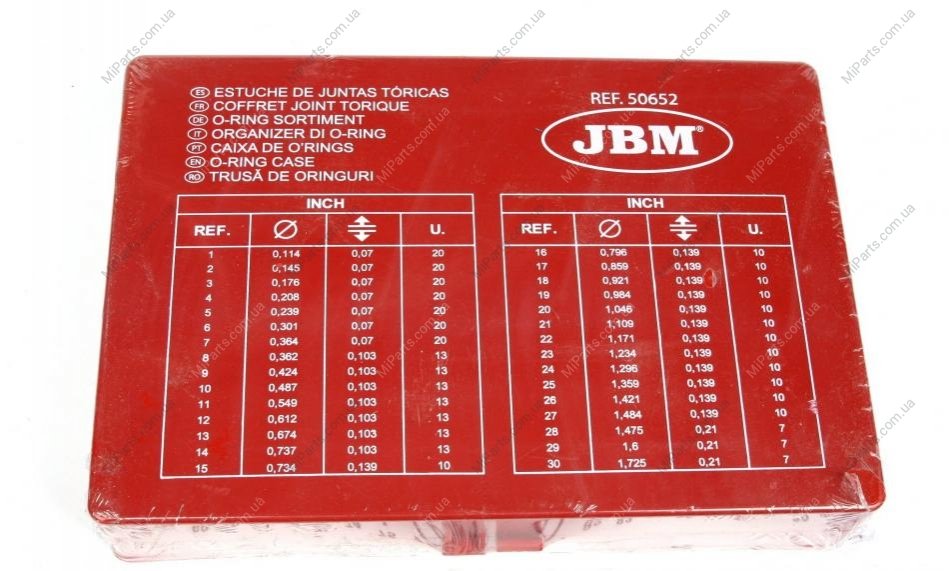 ES ESTUCHE DE JUNTAS TÓRICAS
FR COFFRET JOINT TORIQUE
DE O-RING SORTIMENT
IT ORGANIZER DI O-RING
PT CAIXA DE O'RINGS
EN O-RING CASE
RO TRUSĂ DE ORINGURI
REF. 50652
JBM®
INCH
REF. Ø U.
1 0,114 0,07 20
2 0,145 0,07 20
3 0,176 0,07 20
4 0,208 0,07 20
5 0,239 0,07 20
6 0,301 0,07 20
7 0,364 0,07 20
8 0,362 0,103 13
9 0,424 0,103 13
10 0,487 0,103 13
11 0,549 0,103 13
12 0,612 0,103 13
13 0,674 0,103 13
14 0,737 0,103 13
15 0,734 0,139 10
INCH
REF. Ø U.
16 0,796 0,139 10
17 0,859 0,139 10
18 0,921 0,139 10
19 0,984 0,139 10
20 1,046 0,139 10
21 1,109 0,139 10
22 1,171 0,139 10
23 1,234 0,139 10
24 1,296 0,139 10
25 1,359 0,139 10
26 1,421 0,139 10
27 1,484 0,139 10
28 1,475 0,21 7
29 1,6 0,21 7
30 1,725 0,21 7
MiParts.com.ua